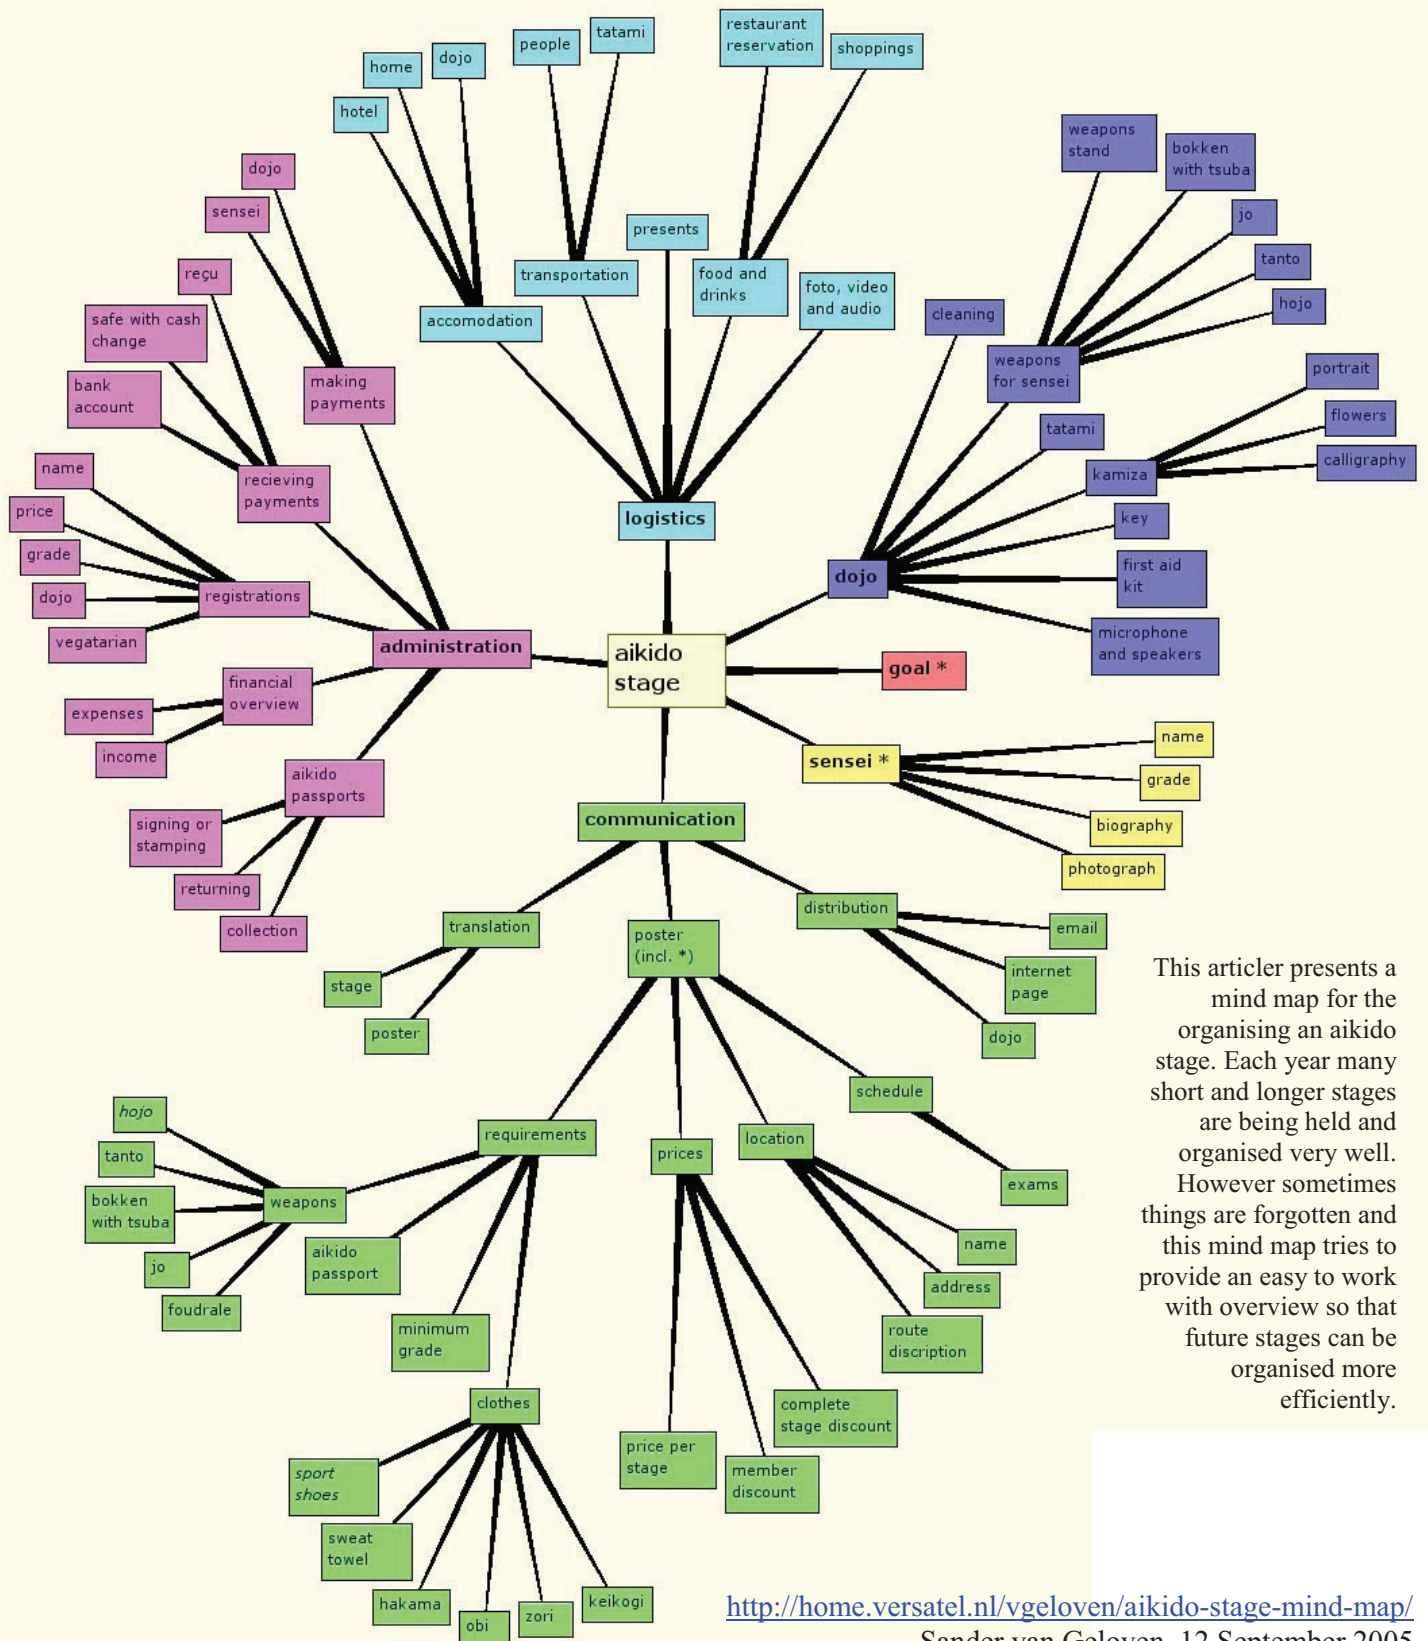 restaurant
reservation
tatami
people
shoppings
dojo
home
hotel
presents
transportation
food and
drinks
foto, video
and audio
accomodation
logistics
weapons
stand
bokken
with tsuba
jo
tanto
hojo
cleaning
weapons
for sensei
portrait
flowers
calligraphy
tatami
kamiza
key
first aid
kit
microphone
and speakers
dojo
dojo
sensei
reçu
safe with cash
change
making
payments
bank
account
recieving
payments
name
price
grade
dojo
vegatarian
registrations
administration
financial
overview
expenses
income
aikido
passports
signing or
stamping
returning
collection
aikido
stage
goal *
sensei *
name
grade
biography
photograph
communication
translation
stage
poster
poster
(incl. *)
distribution
email
internet
page
dojo
schedule
exams
requirements
prices
location
name
address
route
discription
hojo
tanto
bokken
with tsuba
jo
foudrale
weapons
aikido
passport
minimum
grade
clothes
sport
shoes
sweat
towel
hakama
obi
zori
keikogi
price per
stage
member
discount
complete
stage discount
This articler presents a
mind map for the
organising an aikido
stage. Each year many
short and longer stages
are being held and
organised very well.
However sometimes
things are forgotten and
this mind map tries to
provide an easy to work
with overview so that
future stages can be
organised more
efficiently.
http://home.versatel.nl/vgeloven/aikido-stage-mind-map/
Sander van Geloven, 12 September 2005